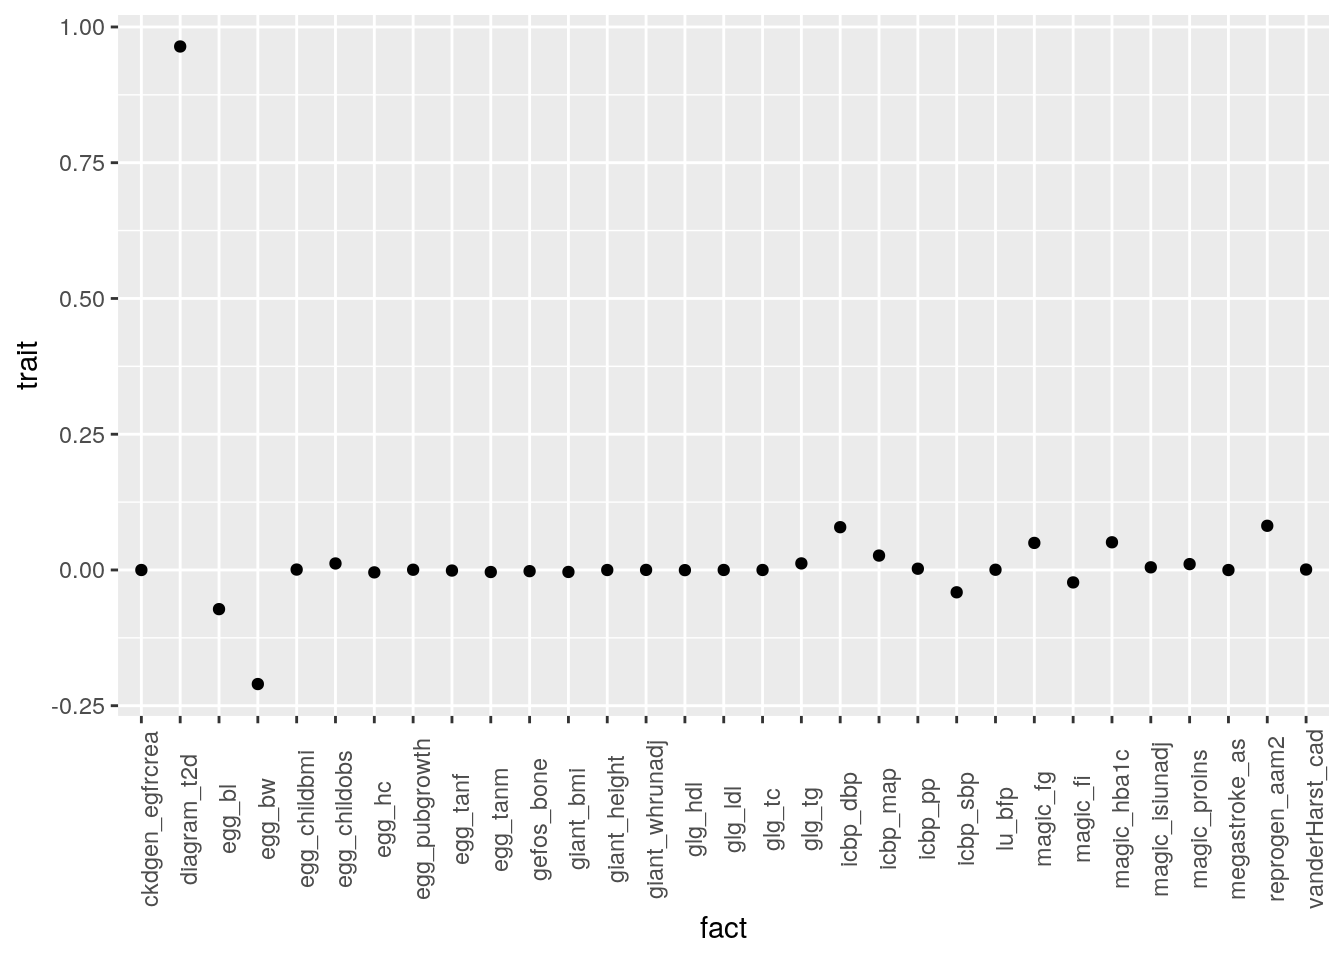 1.00
0.75
0.50
0.25
0.00
-0.25
trait
ckdgen_egfrcrea
diagram_t2d
egg_bl
egg_bw
egg_childbmi
egg_childobs
egg_hc
egg_pubgrowth
egg_tanf
egg_tanm
gefos_bone
giant_bmi
giant_height
giant_whrunadj
glg_hdl
glg_ldl
glg_tc
glg_tg
icbp_dbp
icbp_map
icbp_pp
icbp_sbp
lu_bfp
magic_fg
magic_fi
magic_hba1c
magic_isiunadj
magic_proins
megastroke_as
reprogen_aam2
vanderHarst_cad
fact